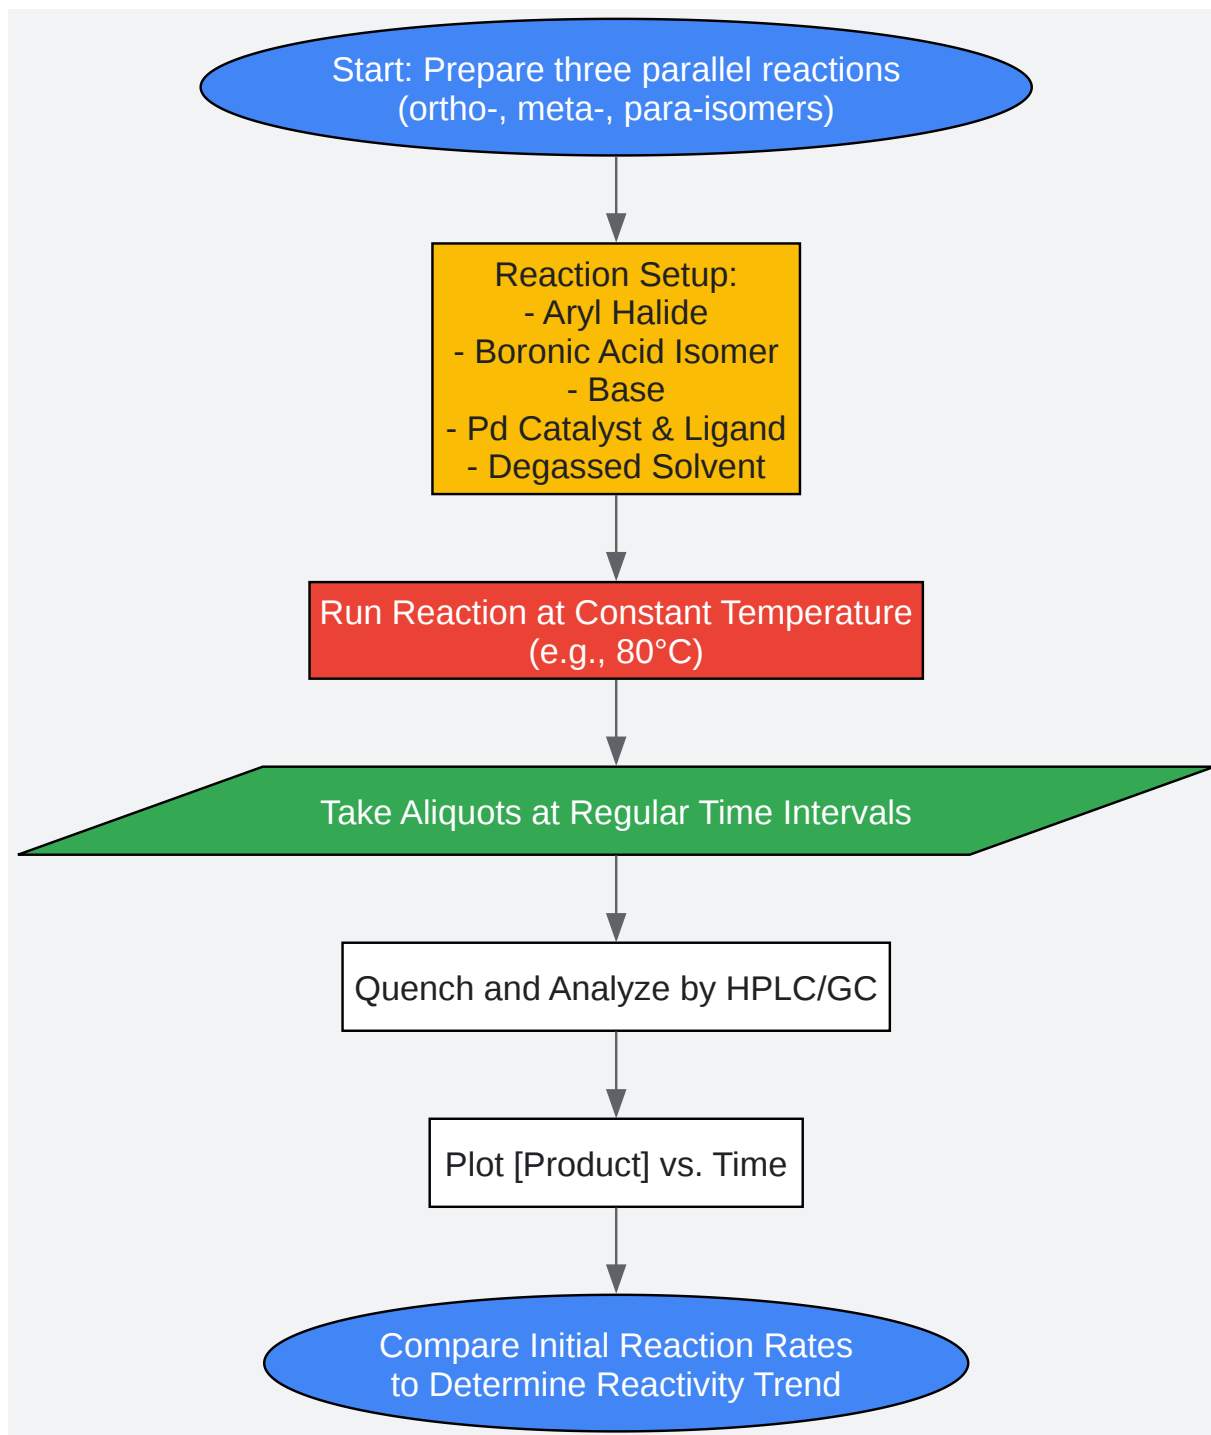 Start: Prepare three parallel reactions
(ortho-, meta-, para-isomers)
Reaction Setup:
- Aryl Halide
- Boronic Acid Isomer
- Base
- Pd Catalyst & Ligand
- Degassed Solvent
Run Reaction at Constant Temperature
(e.g., 80°C)
Take Aliquots at Regular Time Intervals
Quench and Analyze by HPLC/GC
Plot [Product] vs. Time
Compare Initial Reaction Rates
to Determine Reactivity Trend